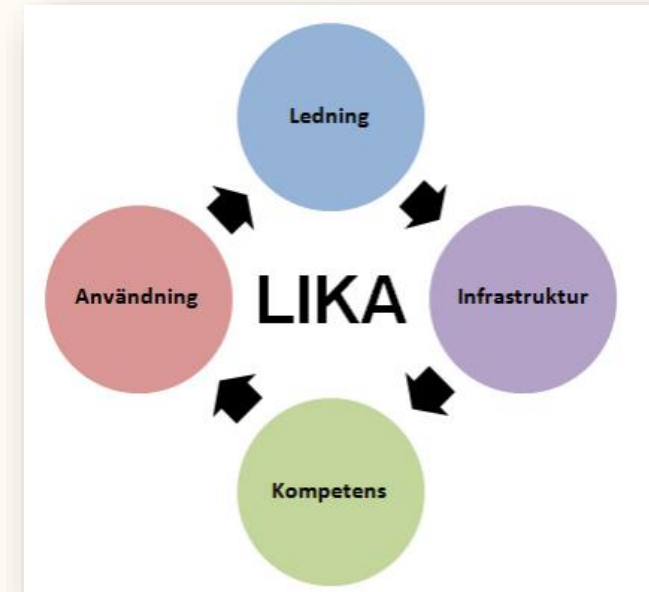 Ledning
Användning
LIKA
Infrastruktur
Kompetens